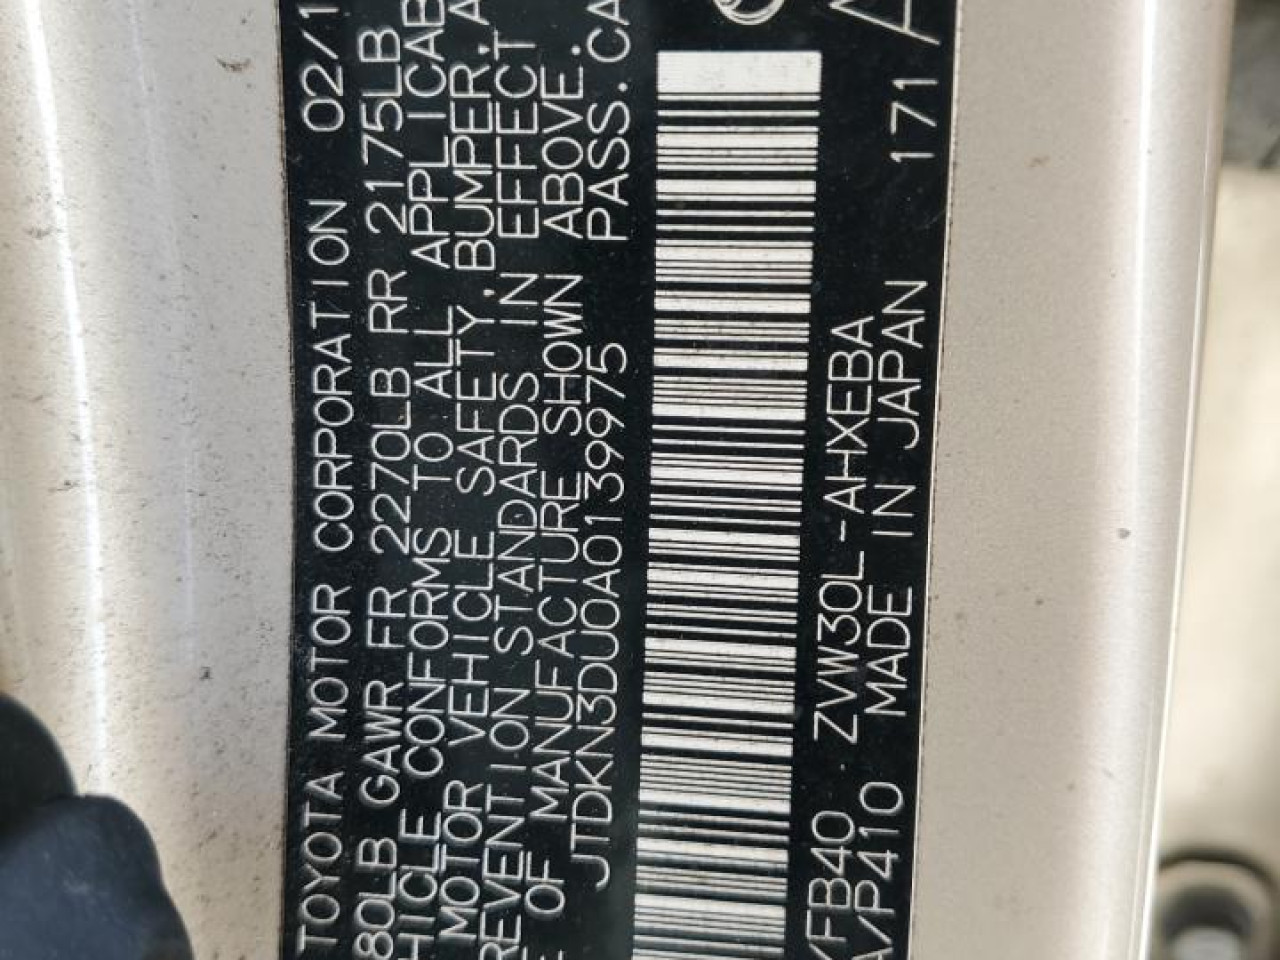 TOYOTA MOTOR CORPORATION 02/1
80LB GAWR FR 2270LB RR 2175LB
HICLE CONFORMS TO ALL APPLICAB
MOTOR VEHICLE SAFETY, BUMPER, A
REVENTION STANDARDS IN EFFECT
E OF MANUFACTURE SHOWN ABOVE.
JTDKN3DU0A0139975 PASS.CA
/FB40 ZVW30L-AHXEBA
A/P410 MADE IN JAPAN 171 A